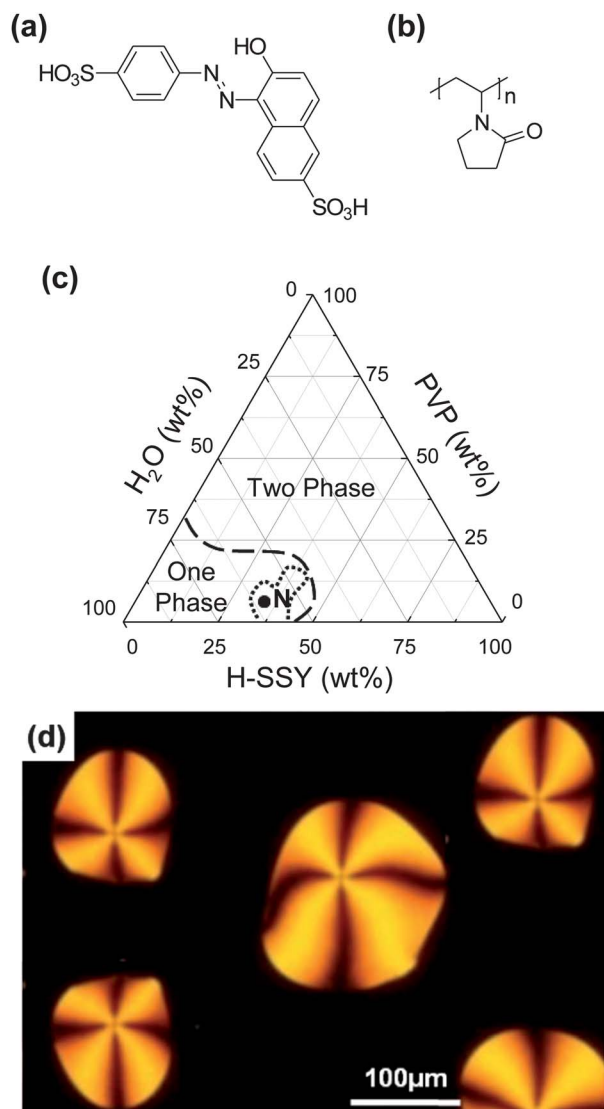 (a)
HO₃S
N
N
HO
SO₃H
(b)
n
N
O
(c)
0
100
25
75
H₂O (wt%)
PVP (wt%)
50
50
Two Phase
75
25
One
Phase
N
100
0
0
25
50
75
100
H-SSY (wt%)
(d)
100μm